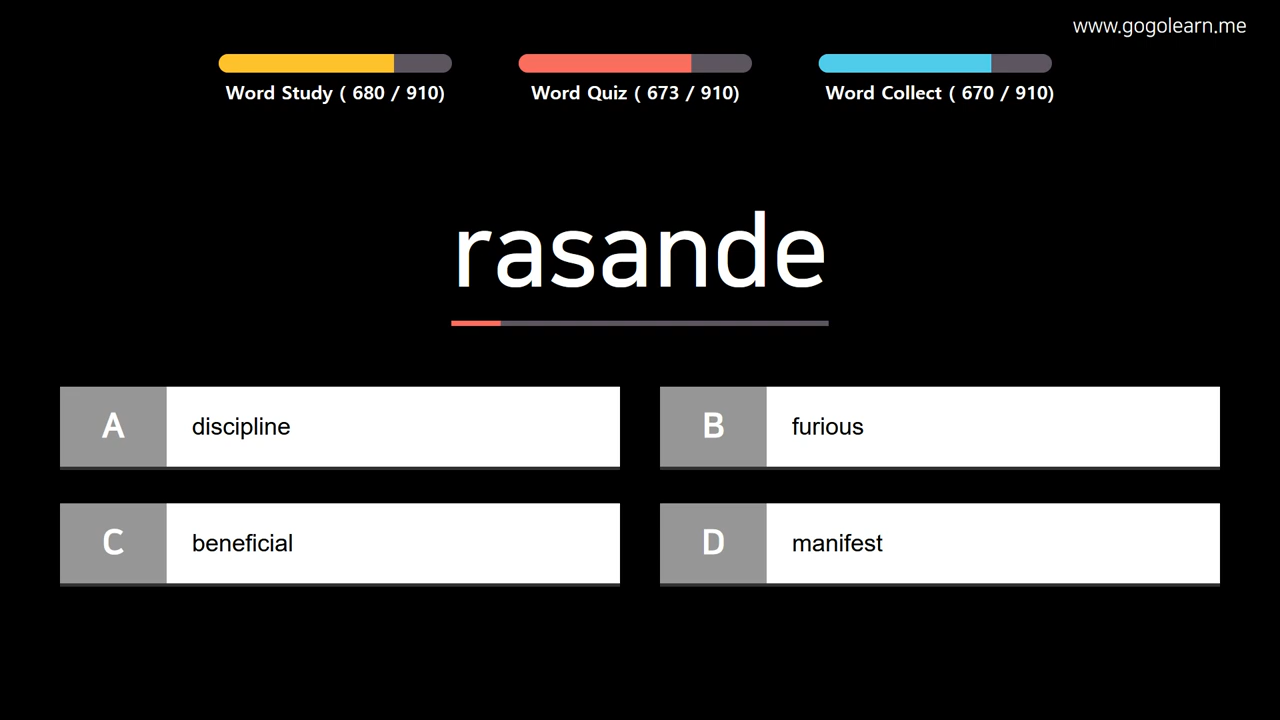 www.gogolearn.me
Word Study ( 680 / 910)
Word Quiz ( 673 / 910)
Word Collect ( 670 / 910)
rasande
A discipline
B furious
C beneficial
D manifest